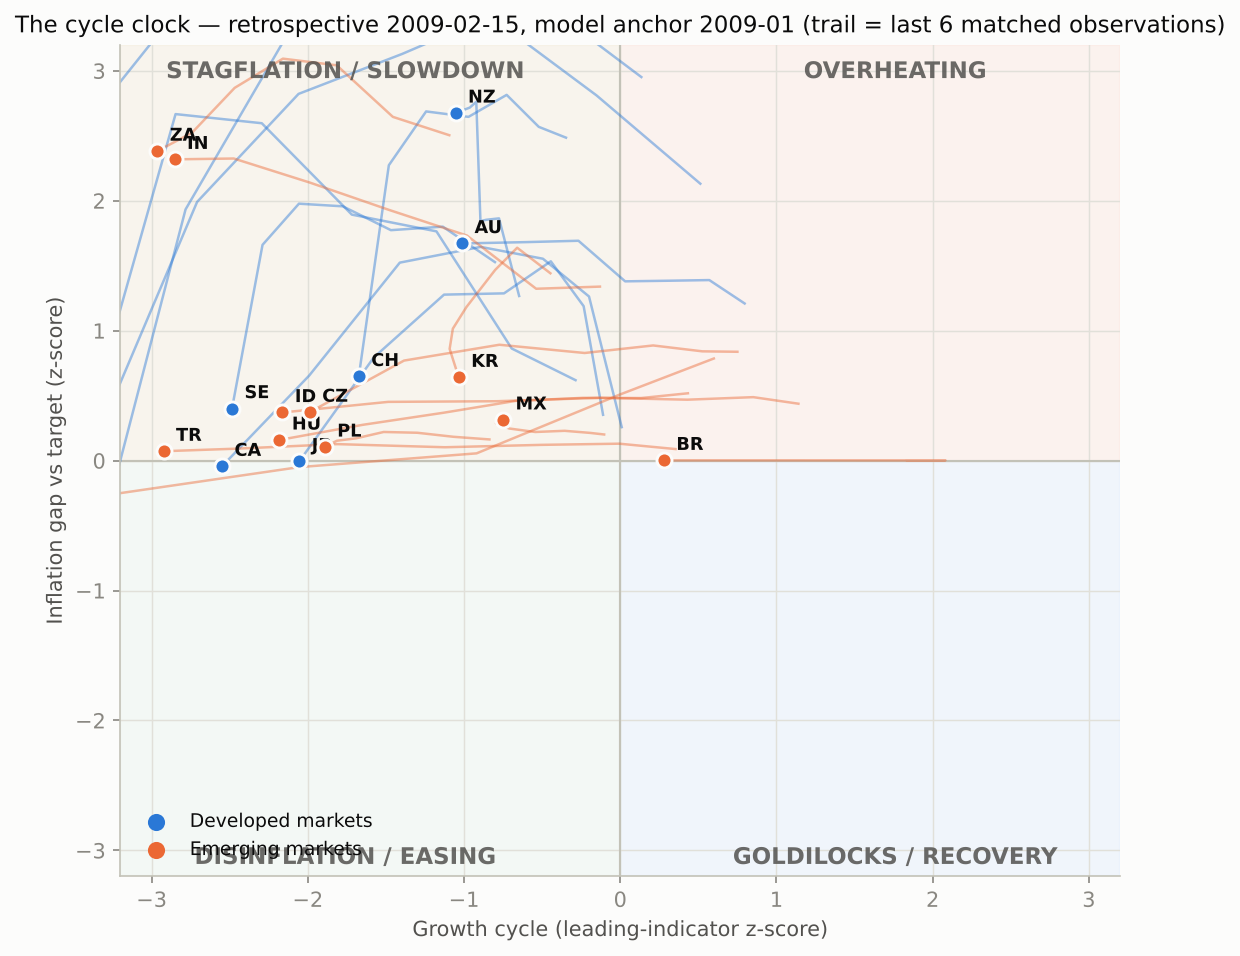 The cycle clock — retrospective 2009-02-15, model anchor 2009-01 (trail = last 6 matched observations)
STAGFLATION / SLOWDOWN
OVERHEATING
NZ
ZA
IN
AU
CH
KR
SE
ID
CZ
MX
HU
TR
PL
CA
BR
3
2
1
0
−1
−2
−3
Inflation gap vs target (z-score)
Developed markets
Emerging markets
DISINFLATION / EASING
GOLDILOCKS / RECOVERY
−3
−2
−1
0
1
2
3
Growth cycle (leading-indicator z-score)